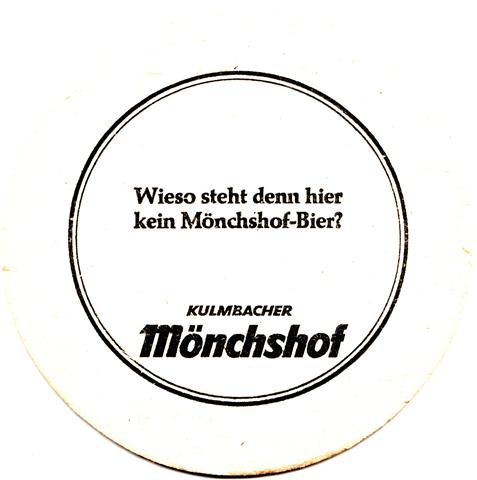 Wieso steht denn hier
kein Mönchshof-Bier?
KULMBACHER
Mönchshof